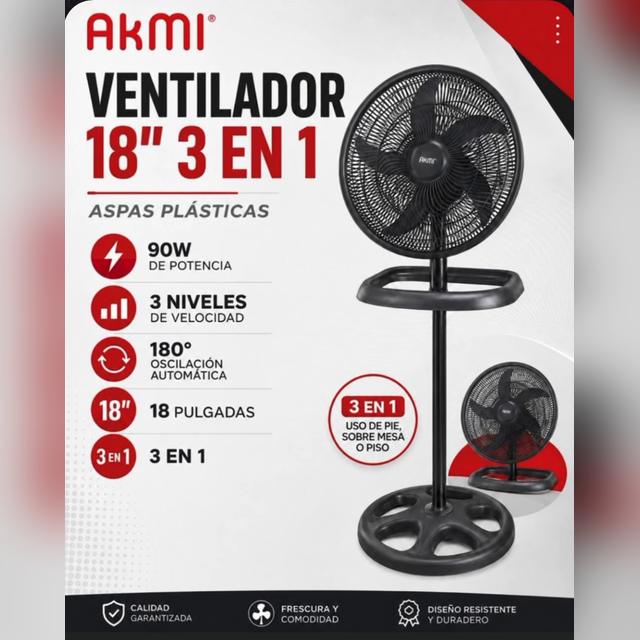 AKMI®
VENTILADOR
18" 3 EN 1
ASPAS PLÁSTICAS
90W
DE POTENCIA
3 NIVELES
DE VELOCIDAD
180°
OSCILACIÓN
AUTOMÁTICA
18"
18 PULGADAS
3 EN 1
3 EN 1
AKMI
3 EN 1
USO DE PIE,
SOBRE MESA
O PISO
AKMI
CALIDAD
GARANTIZADA
FRESCURA Y
COMODIDAD
DISEÑO RESISTENTE
Y DURADERO